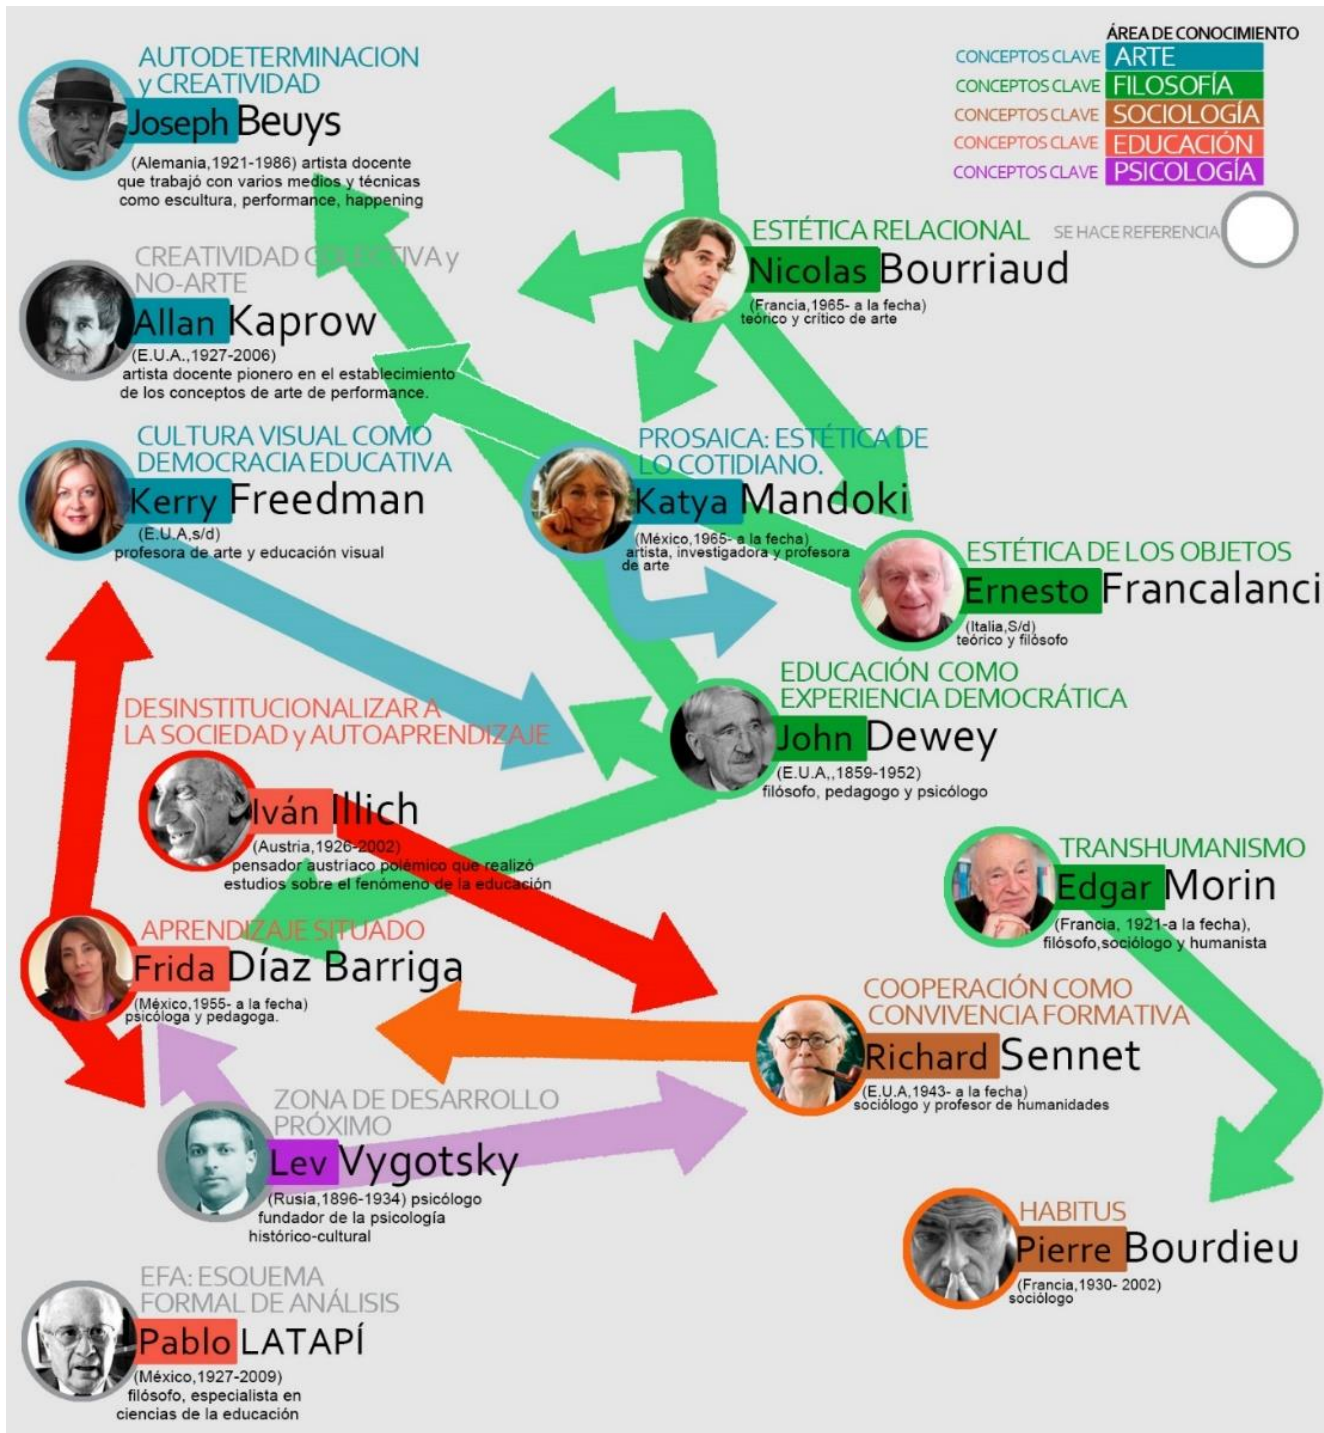 ÁREA DE CONOCIMIENTO
CONCEPTOS CLAVE ARTE
CONCEPTOS CLAVE FILOSOFÍA
CONCEPTOS CLAVE SOCIOLOGÍA
CONCEPTOS CLAVE EDUCACIÓN
CONCEPTOS CLAVE PSICOLOGÍA
SE HACE REFERENCIA
AUTODETERMINACION
y CREATIVIDAD
Joseph Beuys
(Alemania,1921-1986) artista docente
que trabajó con varios medios y técnicas
como escultura, performance, happening
ESTÉTICA RELACIONAL
Nicolas Bourriaud
(Francia,1965- a la fecha)
teórico y crítico de arte
CREATIVIDAD COLECTIVA y
NO-ARTE
Allan Kaprow
(E.U.A.,1927-2006)
artista docente pionero en el establecimiento
de los conceptos de arte de performance.
CULTURA VISUAL COMO
DEMOCRACIA EDUCATIVA
Kerry Freedman
(E.U.A,s/d)
profesora de arte y educación visual
PROSAICA: ESTÉTICA DE
LO COTIDIANO.
Katya Mandoki
(México,1965- a la fecha)
artista, investigadora y profesora
de arte
ESTÉTICA DE LOS OBJETOS
Ernesto Francalanci
(Italia,S/d)
teórico y filósofo
EDUCACIÓN COMO
EXPERIENCIA DEMOCRÁTICA
John Dewey
(E.U.A,,1859-1952)
filósofo, pedagogo y psicólogo
DESINSTITUCIONALIZAR A
LA SOCIEDAD y AUTOAPRENDIZAJE
Iván Illich
(Austria,1926-2002)
pensador austriaco polémico que realizó
estudios sobre el fenómeno de la educación
TRANSHUMANISMO
Edgar Morin
(Francia, 1921-a la fecha),
filósofo,sociólogo y humanista
APRENDIZAJE SITUADO
Frida Díaz Barriga
(México,1955- a la fecha)
psicóloga y pedagoga.
COOPERACIÓN COMO
CONVIVENCIA FORMATIVA
Richard Sennet
(E.U.A,1943- a la fecha)
sociólogo y profesor de humanidades
ZONA DE DESARROLLO
PRÓXIMO
Lev Vygotsky
(Rusia,1896-1934) psicólogo
fundador de la psicología
histórico-cultural
HABITUS
Pierre Bourdieu
(Francia,1930- 2002)
sociólogo
EFA: ESQUEMA
FORMAL DE ANÁLISIS
Pablo LATAPÍ
(México,1927-2009)
filósofo, especialista en
ciencias de la educación